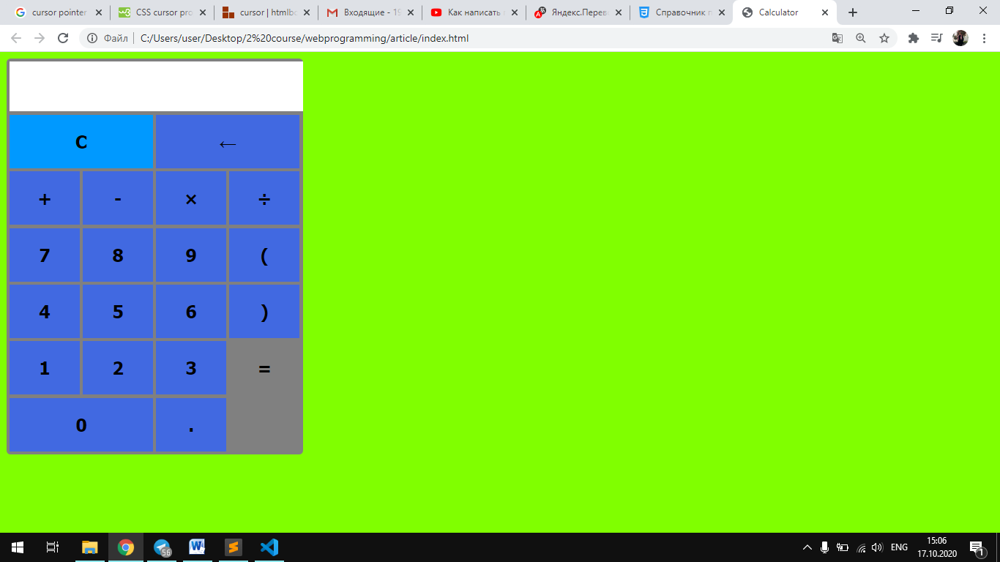 cursor pointer
CSS cursor pro
cursor | htmlbo
Входящие - 19
Как написать
Яндекс.Перев
Справочник п
Calculator
Файл | C:/Users/user/Desktop/2%20course/webprogramming/article/index.html
C ←
+ - × ÷
7 8 9 (
4 5 6 )
1 2 3 =
0 .
56
ENG
15:06
17.10.2020
1